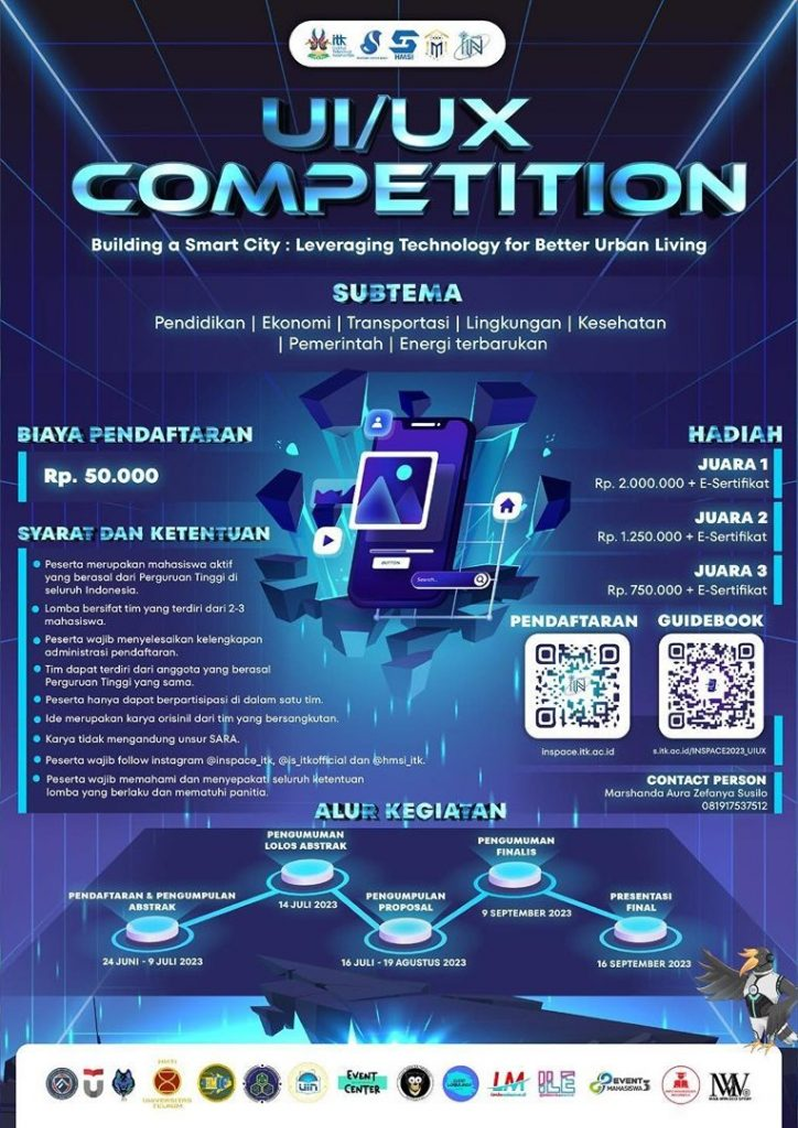 itk
HMSI
UI/UX
COMPETITION
Building a Smart City : Leveraging Technology for Better Urban Living
SUBTEMA
Pendidikan | Ekonomi | Transportasi | Lingkungan | Kesehatan
| Pemerintah | Energi terbarukan
BIAYA PENDAFTARAN
Rp. 50.000
SYARAT DAN KETENTUAN
Peserta merupakan mahasiswa aktif
yang berasal dari Perguruan Tinggi di
seluruh Indonesia.
Lomba bersifat tim yang terdiri dari 2-3
mahasiswa.
Peserta wajib menyelesaikan kelengkapan
administrasi pendaftaran.
Tim dapat terdiri dari anggota yang berasal
Perguruan Tinggi yang sama.
Peserta hanya dapat berpartisipasi di dalam satu tim.
Ide merupakan karya orisinil dari tim yang bersangkutan.
Karya tidak mengandung unsur SARA.
Peserta wajib follow instagram @inspace_itk, @is_itkofficial dan @hmsi_itk.
Peserta wajib memahami dan menyepakati seluruh ketentuan
lomba yang berlaku dan mematuhi panitia.
BUTTON
Search...
HADIAH
JUARA 1
Rp. 2.000.000 + E-Sertifikat
JUARA 2
Rp. 1.250.000 + E-Sertifikat
JUARA 3
Rp. 750.000 + E-Sertifikat
PENDAFTARAN
GUIDEBOOK
inspace.itk.ac.id
s.itk.ac.id/INSPACE2023_UIUX
CONTACT PERSON
Marshanda Aura Zefanya Susilo
081917537512
ALUR KEGIATAN
PENDAFTARAN & PENGUMPULAN
ABSTRAK
24 JUNI - 9 JULI 2023
PENGUMUMAN
LOLOS ABSTRAK
14 JULI 2023
PENGUMPULAN
PROPOSAL
16 JULI - 19 AGUSTUS 2023
PENGUMUMAN
FINALIS
9 SEPTEMBER 2023
PRESENTASI
FINAL
16 SEPTEMBER 2023
uin
EVENT
CENTER
LM
ILE
EVENT
MAHASISWA 3